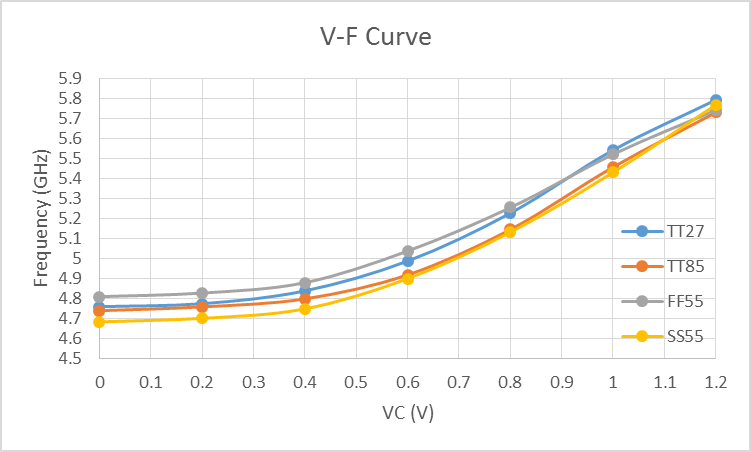 V-F Curve
Frequency (GHz)
5.9
5.8
5.7
5.6
5.5
5.4
5.3
5.2
5.1
5
4.9
4.8
4.7
4.6
4.5
TT27
TT85
FF55
SS55
0 0.1 0.2 0.3 0.4 0.5 0.6 0.7 0.8 0.9 1 1.1 1.2
VC (V)